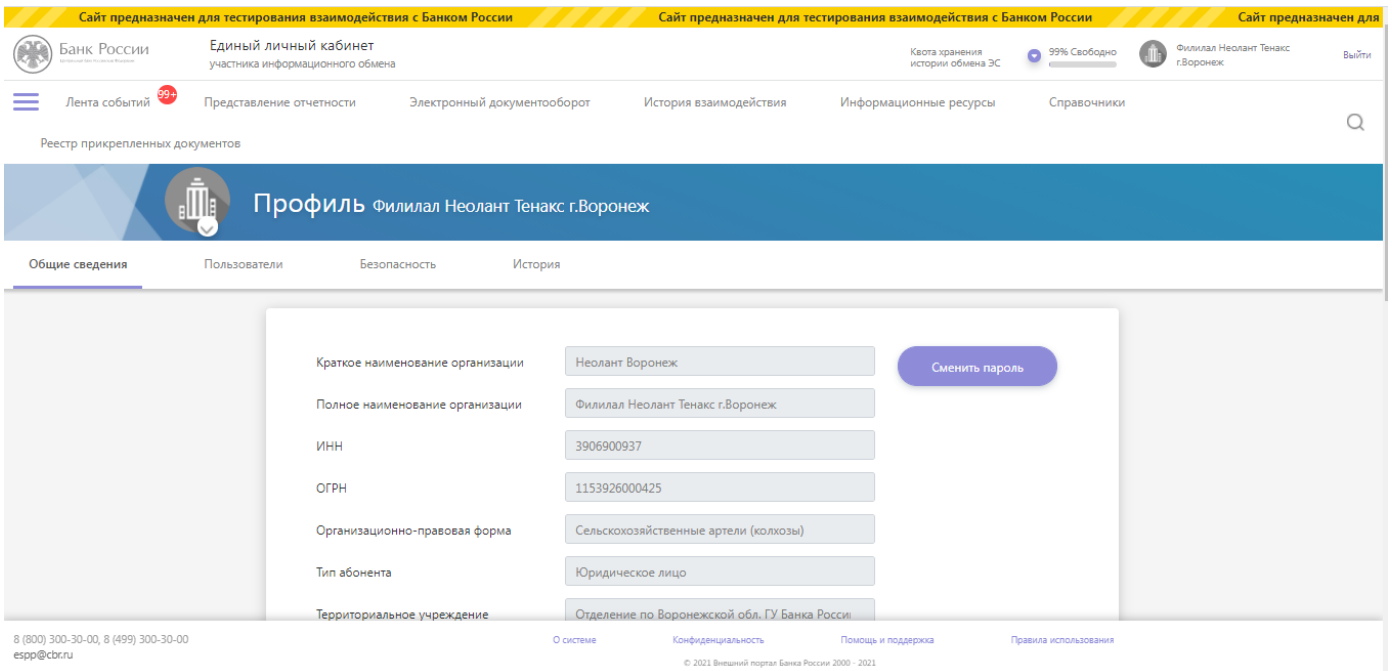 Сайт предназначен для тестирования взаимодействия с Банком России Сайт предназначен для тестирования взаимодействия с Банком России Сайт предназначен для
Банк России
Единый личный кабинет
участника информационного обмена
Квота хранения
истории обмена ЭС
99% Свободно
Филилал Неолант Тенакс
г.Воронеж
Выйти
Лента событий 99+ Представление отчетности Электронный документооборот История взаимодействия Информационные ресурсы Справочники
Реестр прикрепленных документов
Профиль Филилал Неолант Тенакс г.Воронеж
Общие сведения Пользователи Безопасность История
Краткое наименование организации Неолант Воронеж Сменить пароль
Полное наименование организации Филилал Неолант Тенакс г.Воронеж
ИНН 3906900937
ОГРН 1153926000425
Организационно-правовая форма Сельскохозяйственные артели (колхозы)
Тип абонента Юридическое лицо
Территориальное учреждение Отделение по Воронежской обл. ГУ Банка Росси
8 (800) 300-30-00, 8 (499) 300-30-00
espp@cbr.ru
О системе Конфиденциальность Помощь и поддержка Правила использования
© 2021 Внешний портал Банка России 2000 - 2021